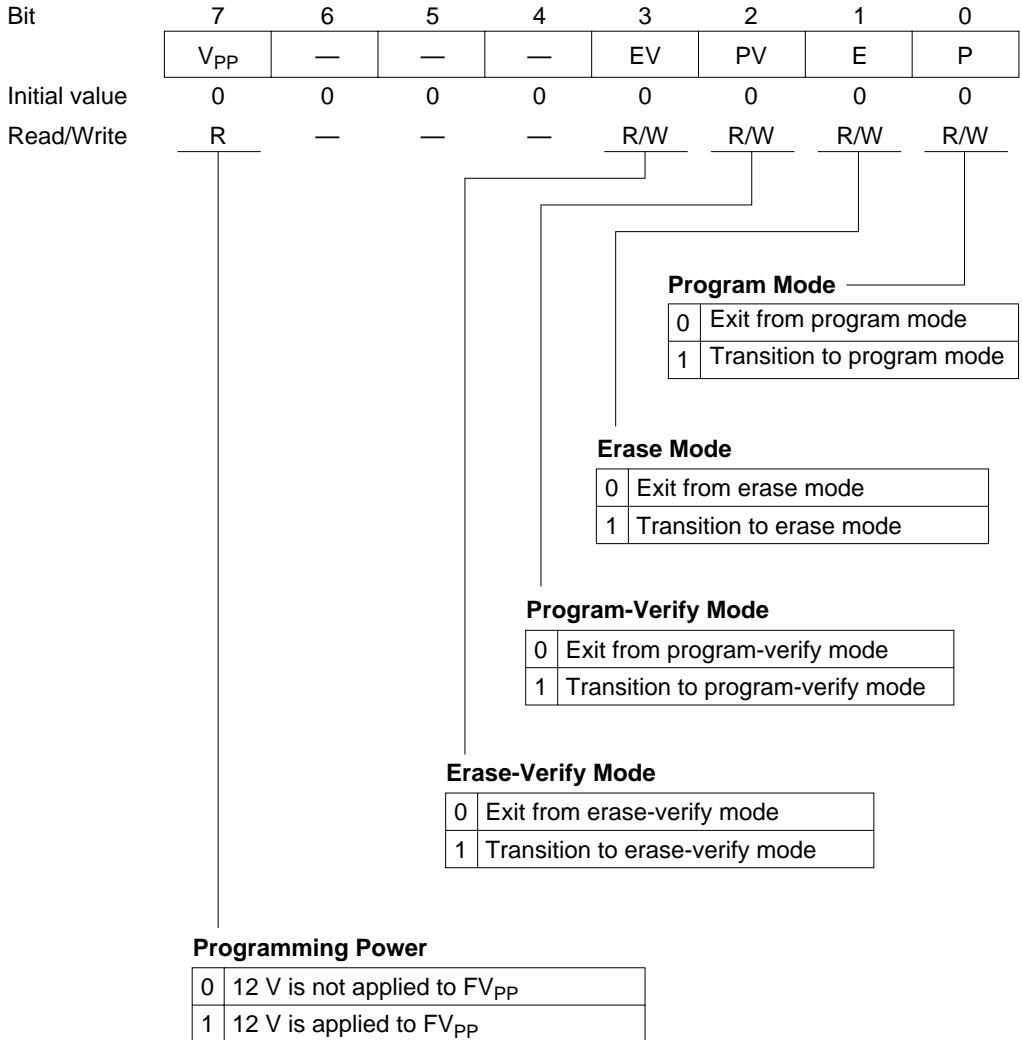 Bit 7 6 5 4 3 2 1 0
VPP — — — EV PV E P
Initial value 0 0 0 0 0 0 0 0
Read/Write R — — — R/W R/W R/W R/W
Program Mode
0 Exit from program mode
1 Transition to program mode
Erase Mode
0 Exit from erase mode
1 Transition to erase mode
Program-Verify Mode
0 Exit from program-verify mode
1 Transition to program-verify mode
Erase-Verify Mode
0 Exit from erase-verify mode
1 Transition to erase-verify mode
Programming Power
0 12 V is not applied to FVPP
1 12 V is applied to FVPP